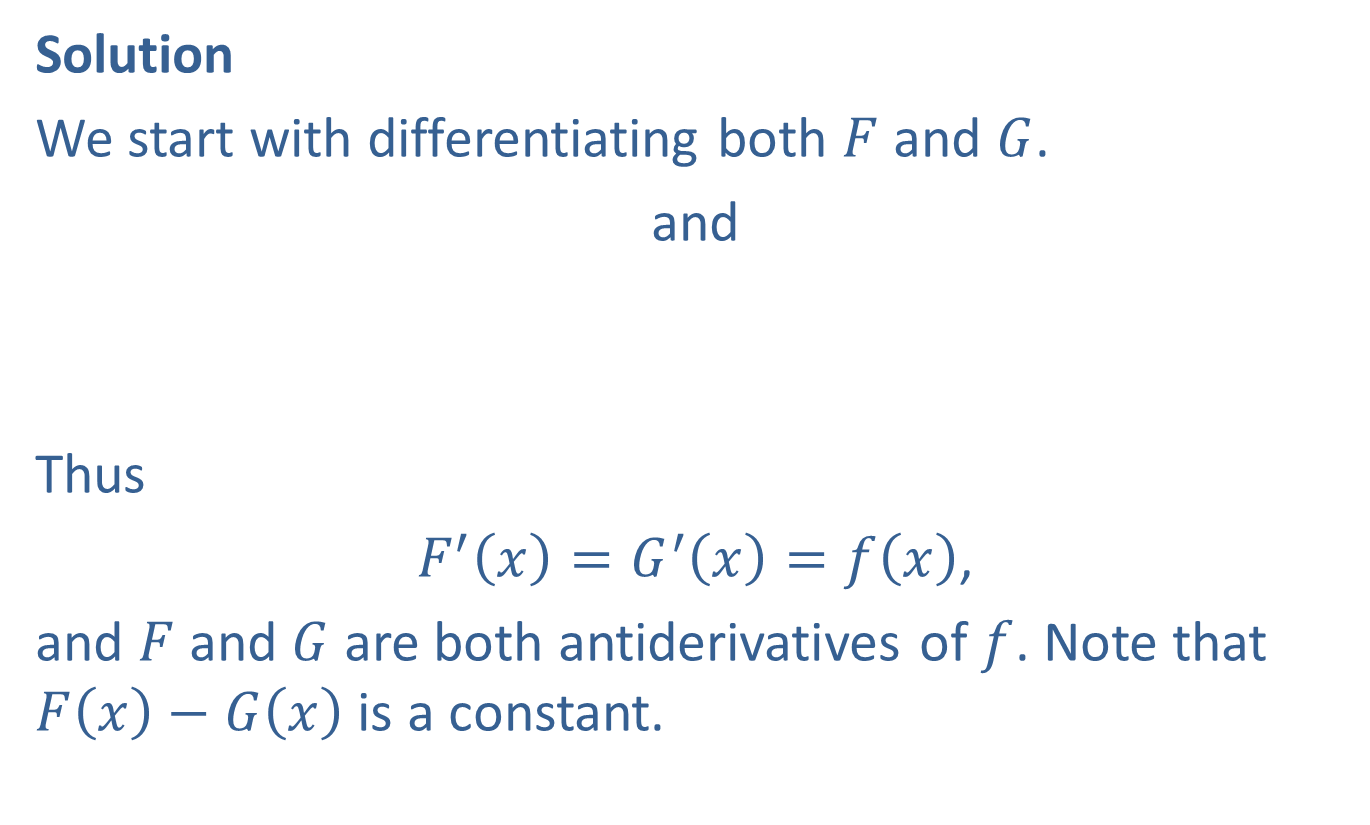 Solution
We start with differentiating both F and G.
and
Thus
F′(x) = G′(x) = f(x),
and F and G are both antiderivatives of f. Note that
F(x) − G(x) is a constant.